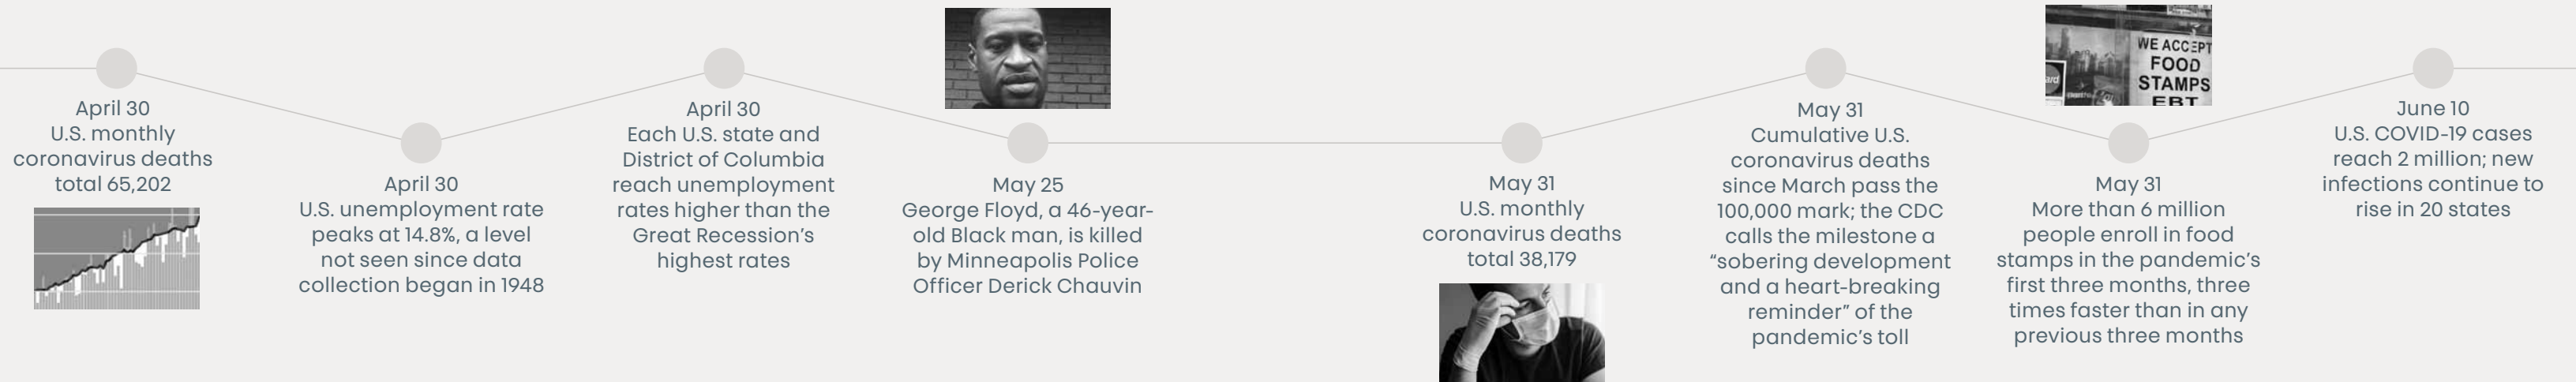 April 30
U.S. monthly
coronavirus deaths
total 65,202
April 30
U.S. unemployment rate
peaks at 14.8%, a level
not seen since data
collection began in 1948
April 30
Each U.S. state and
District of Columbia
reach unemployment
rates higher than the
Great Recession’s
highest rates
May 25
George Floyd, a 46-year-
old Black man, is killed
by Minneapolis Police
Officer Derick Chauvin
May 31
U.S. monthly
coronavirus deaths
total 38,179
May 31
Cumulative U.S.
coronavirus deaths
since March pass the
100,000 mark; the CDC
calls the milestone a
“sobering development
and a heart-breaking
reminder” of the
pandemic’s toll
WE ACCEPT
FOOD
STAMPS
EBT
May 31
More than 6 million
people enroll in food
stamps in the pandemic’s
first three months, three
times faster than in any
previous three months
June 10
U.S. COVID-19 cases
reach 2 million; new
infections continue to
rise in 20 states